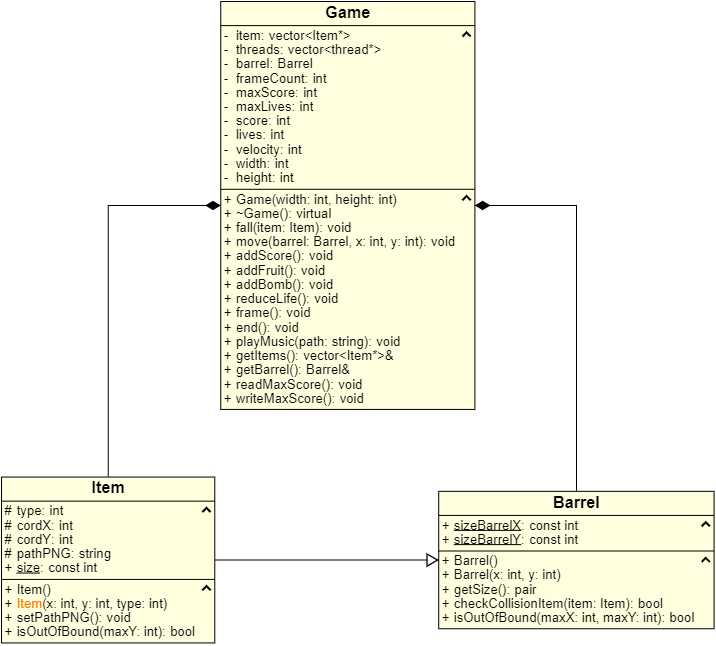 Game
- item: vector<Item*>
- threads: vector<thread*>
- barrel: Barrel
- frameCount: int
- maxScore: int
- maxLives: int
- score: int
- lives: int
- velocity: int
- width: int
- height: int
+ Game(width: int, height: int)
+ ~Game(): virtual
+ fall(item: Item): void
+ move(barrel: Barrel, x: int, y: int): void
+ addScore(): void
+ addFruit(): void
+ addBomb(): void
+ reduceLife(): void
+ frame(): void
+ end(): void
+ playMusic(path: string): void
+ getItems(): vector<Item*>&
+ getBarrel(): Barrel&
+ readMaxScore(): void
+ writeMaxScore(): void
Item
# type: int
# cordX: int
# cordY: int
# pathPNG: string
+ size: const int
+ Item()
+ Item(x: int, y: int, type: int)
+ setPathPNG(): void
+ isOutOfBound(maxY: int): bool
Barrel
+ sizeBarrelX: const int
+ sizeBarrelY: const int
+ Barrel()
+ Barrel(x: int, y: int)
+ getSize(): pair
+ checkCollisionItem(item: Item): bool
+ isOutOfBound(maxX: int, maxY: int): bool